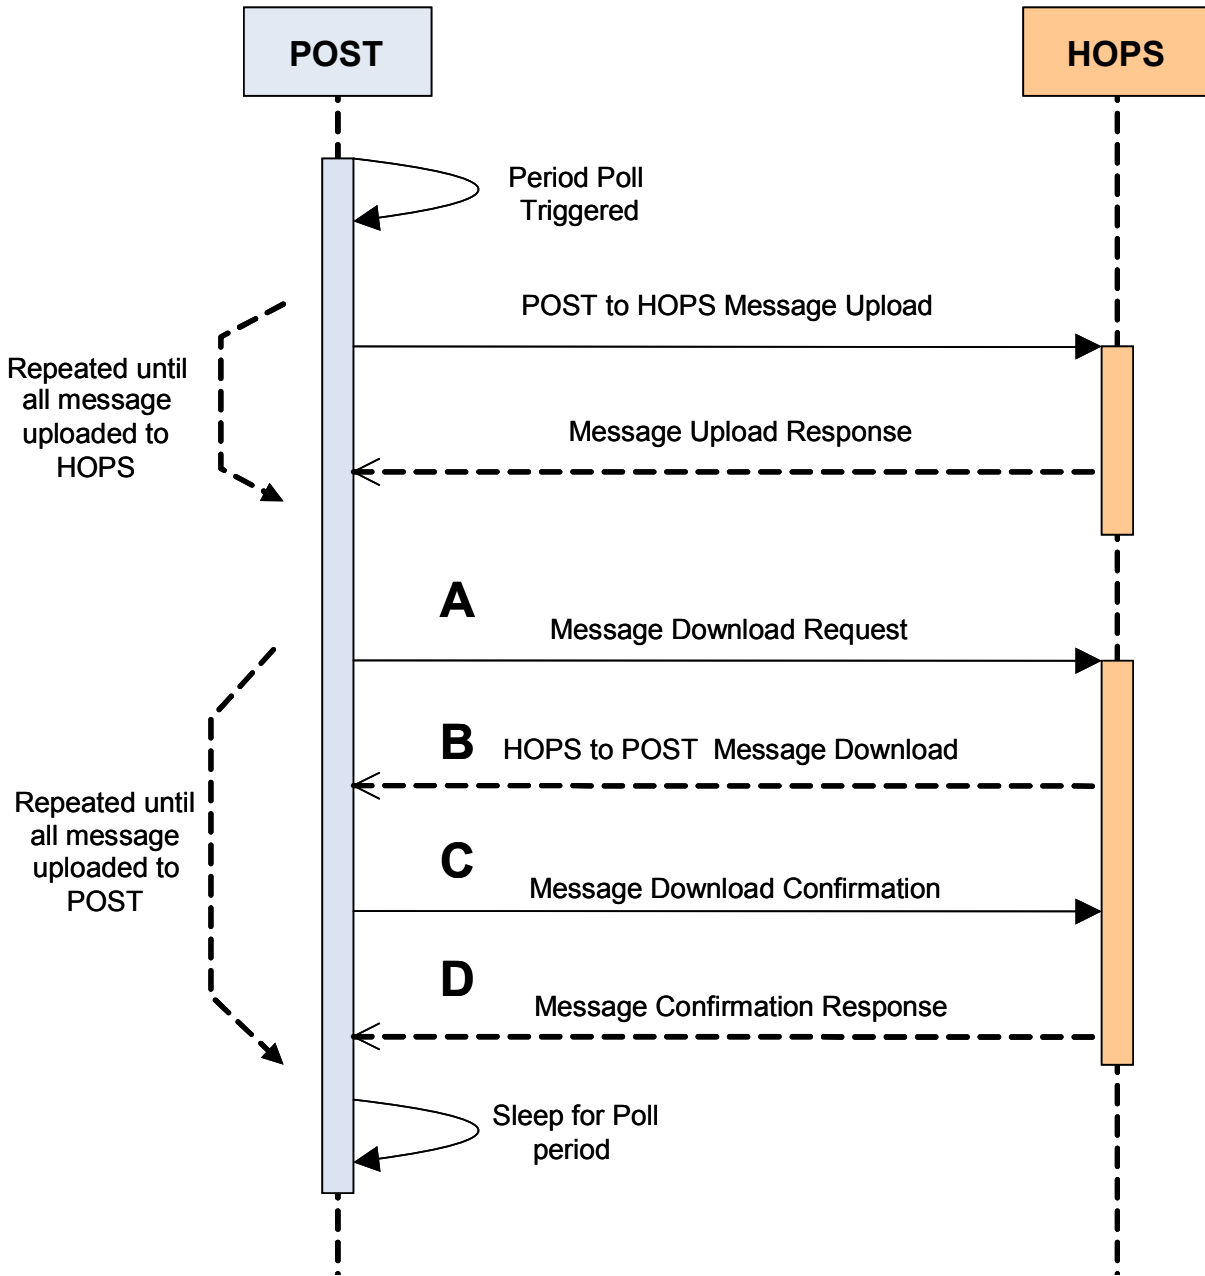 POST
HOPS
Period Poll
Triggered
POST to HOPS Message Upload
Repeated until
all message
uploaded to
HOPS
Message Upload Response
A
Message Download Request
B
HOPS to POST Message Download
Repeated until
all message
uploaded to
POST
C
Message Download Confirmation
D
Message Confirmation Response
Sleep for Poll
period